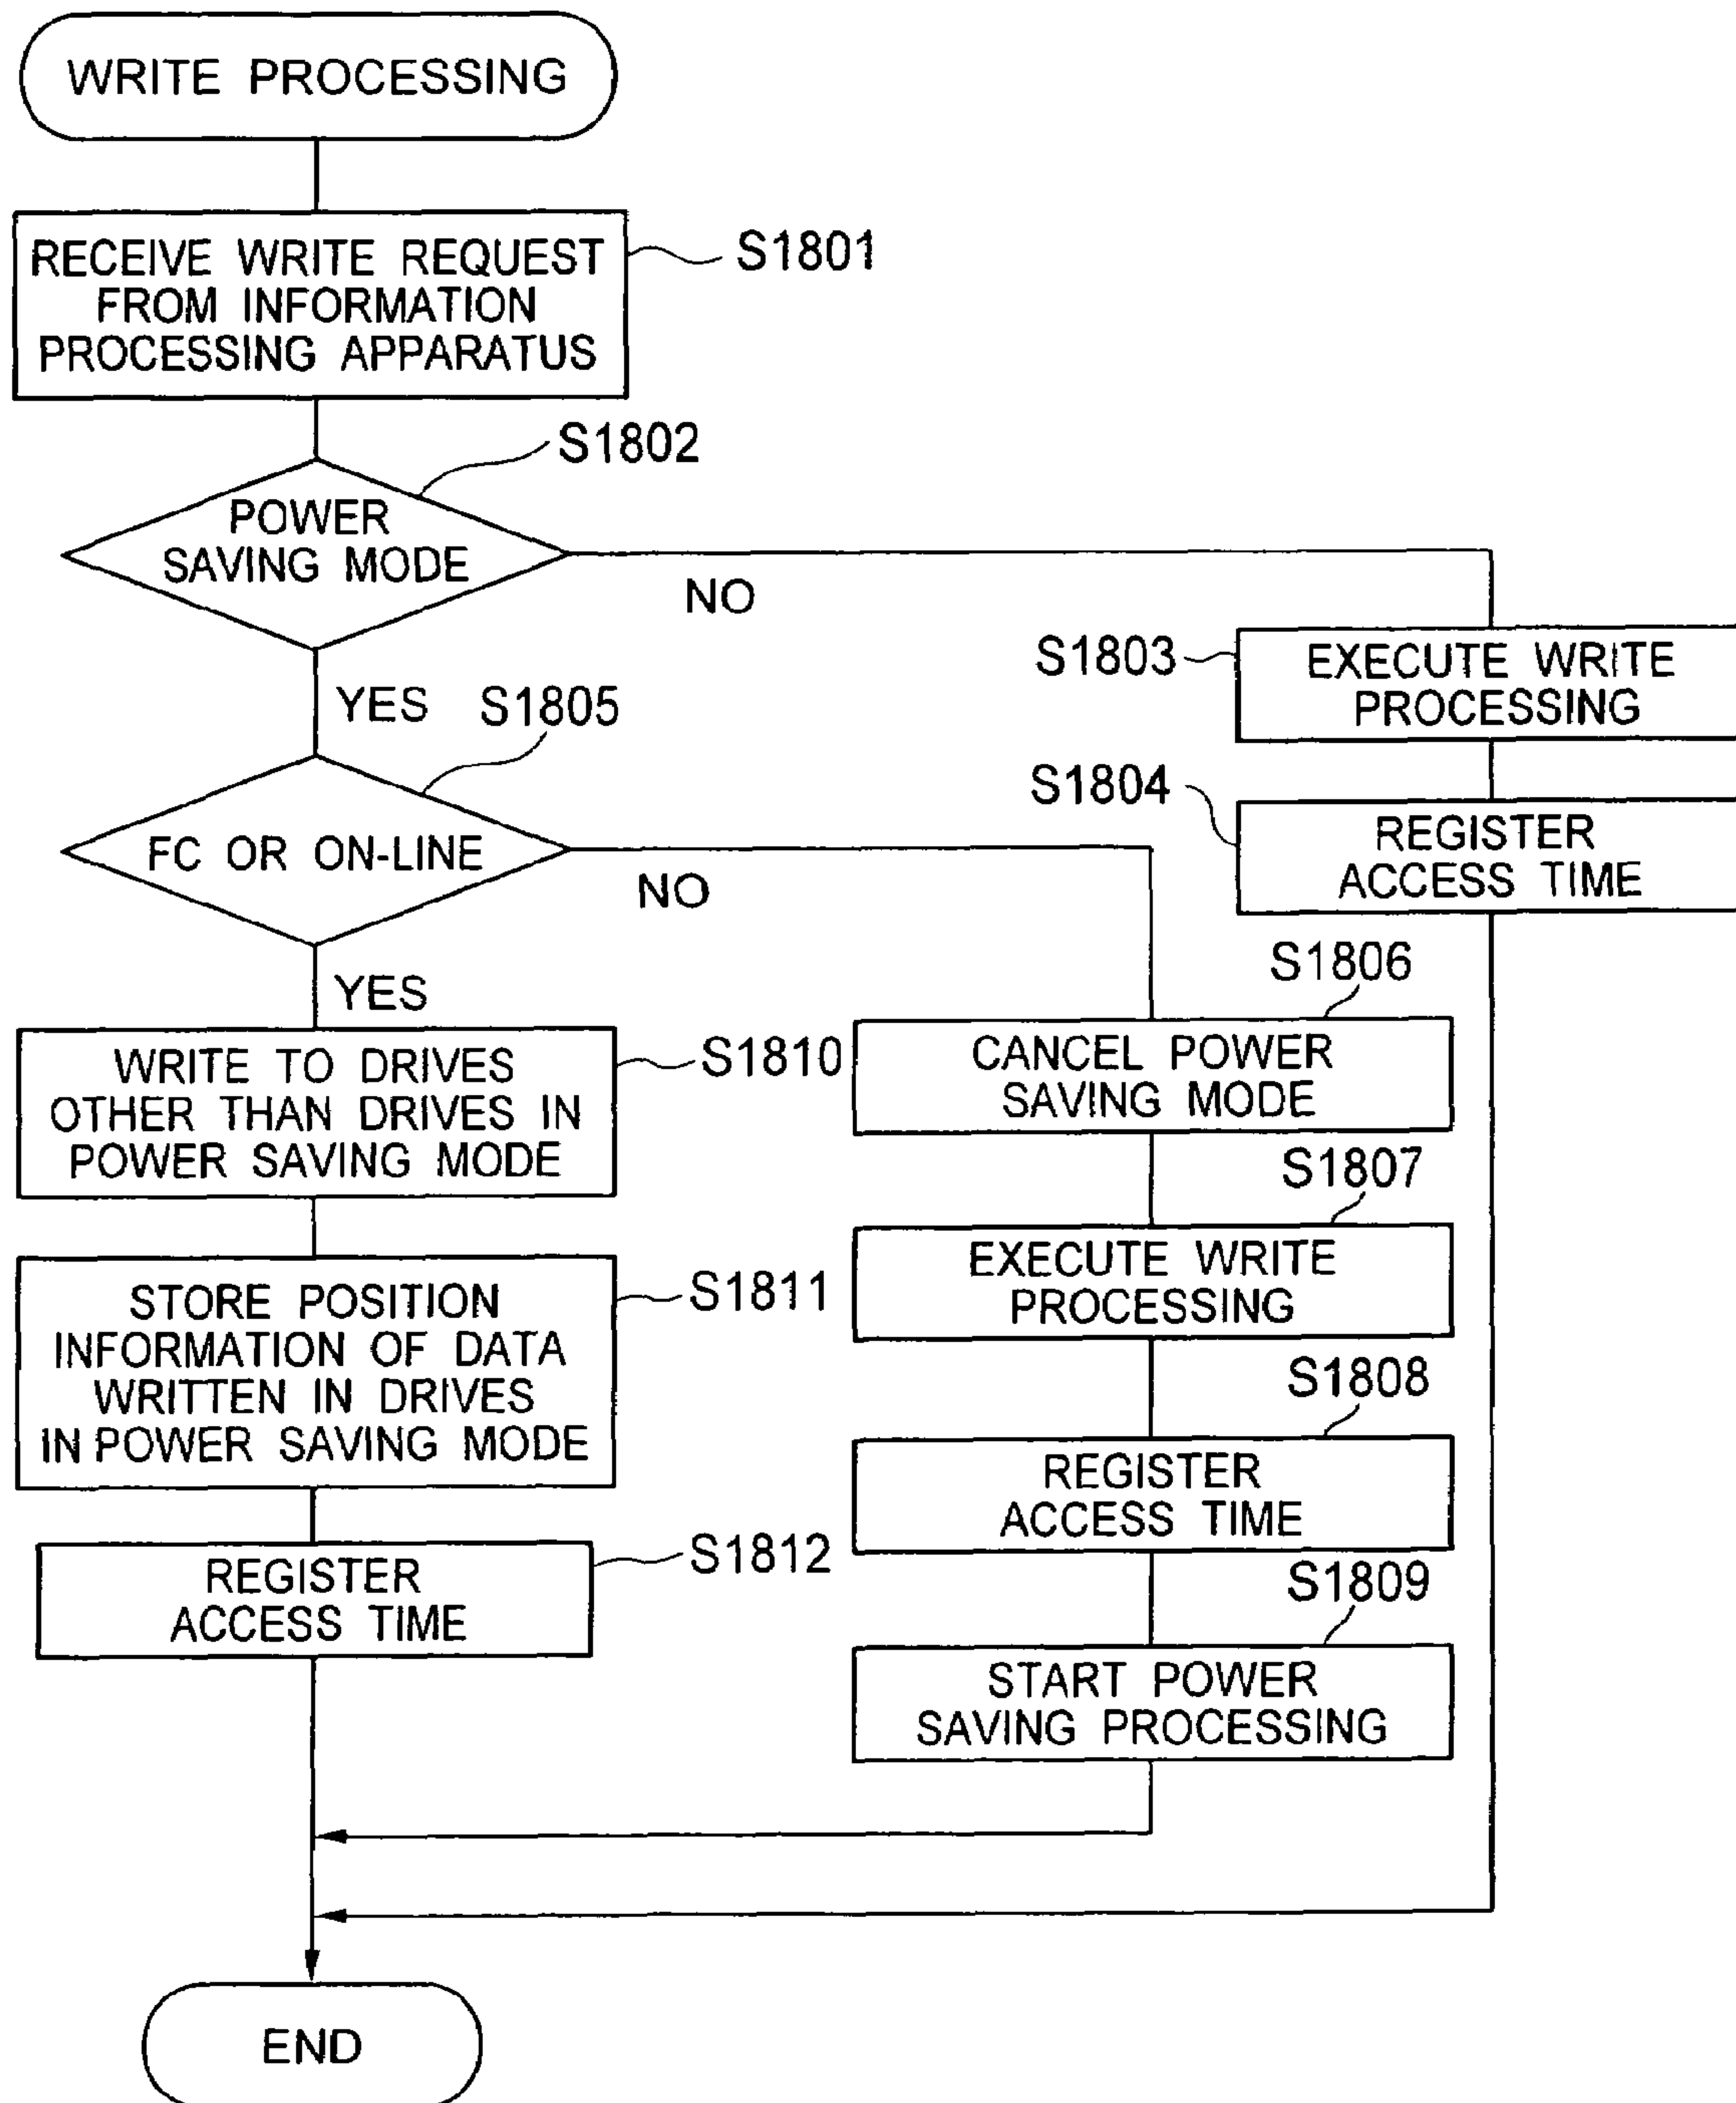 WRITE PROCESSING
RECEIVE WRITE REQUEST
FROM INFORMATION
PROCESSING APPARATUS
S1801
S1802
POWER
SAVING MODE
NO
YES
S1803
EXECUTE WRITE
PROCESSING
S1804
REGISTER
ACCESS TIME
S1805
FC OR ON-LINE
NO
YES
S1806
CANCEL POWER
SAVING MODE
S1807
EXECUTE WRITE
PROCESSING
S1808
REGISTER
ACCESS TIME
S1809
START POWER
SAVING PROCESSING
WRITE TO DRIVES
OTHER THAN DRIVES IN
POWER SAVING MODE
S1810
STORE POSITION
INFORMATION OF DATA
WRITTEN IN DRIVES
IN POWER SAVING MODE
S1811
REGISTER
ACCESS TIME
S1812
END